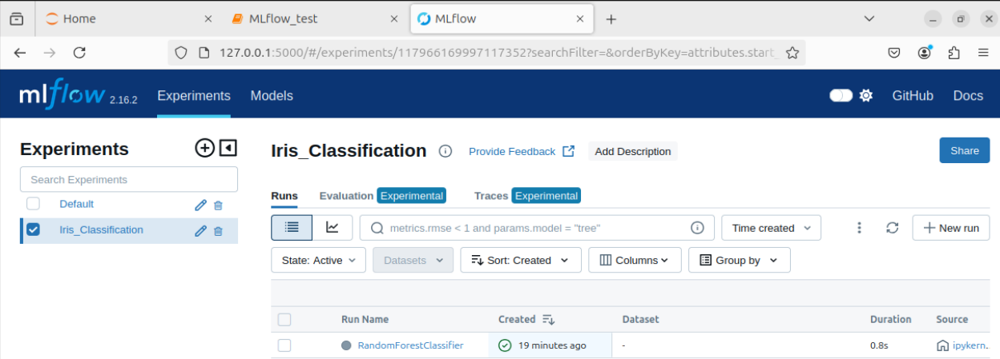 Home MLflow_test MLflow
127.0.0.1:5000/#/experiments/117966169997117352?searchFilter=&orderByKey=attributes.start_
mlflow 2.16.2 Experiments Models GitHub Docs
Experiments
Search Experiments
Default
Iris_Classification
Iris_Classification Provide Feedback Add Description Share
Runs Evaluation Experimental Traces Experimental
metrics.rmse < 1 and params.model = "tree" Time created New run
State: Active Datasets Sort: Created Columns Group by
Run Name Created Dataset Duration Source
RandomForestClassifier 19 minutes ago - 0.8s ipykern..